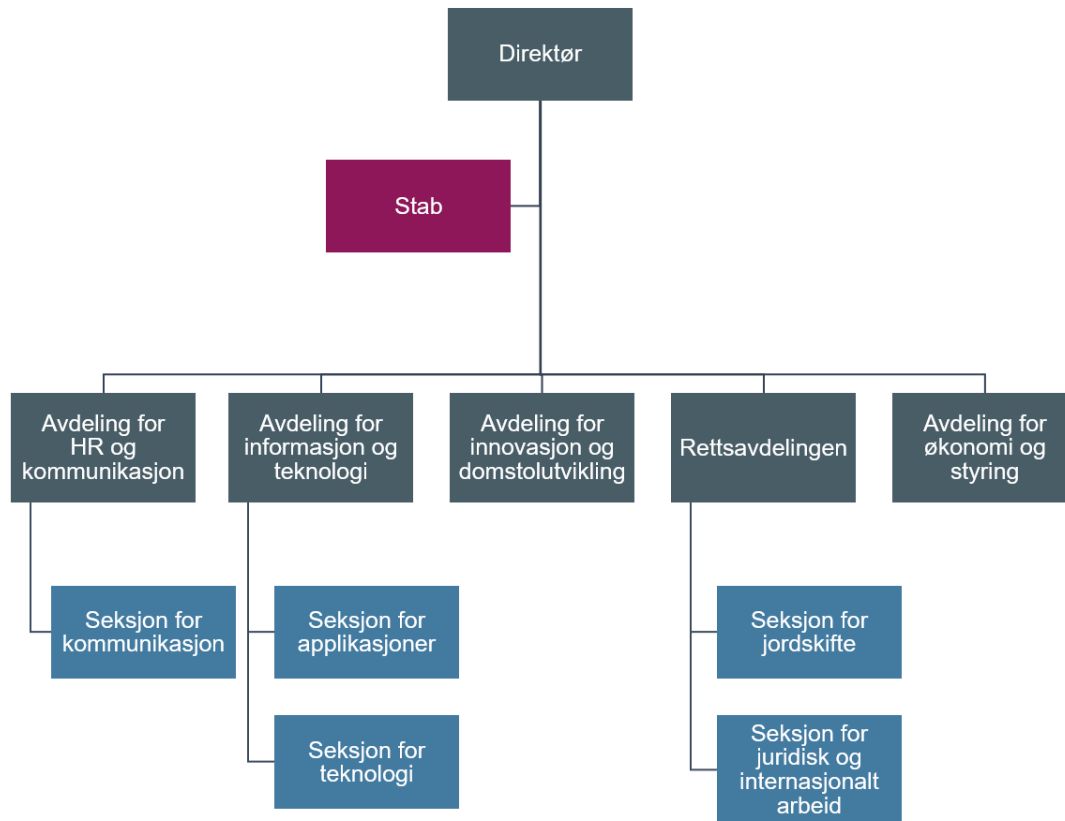 Direktør
Stab
Avdeling for
HR og
kommunikasjon
Avdeling for
informasjon og
teknologi
Avdeling for
innovasjon og
domstolutvikling
Rettsavdelingen
Avdeling for
økonomi og
styring
Seksjon for
kommunikasjon
Seksjon for
applikasjoner
Seksjon for
jordskifte
Seksjon for
teknologi
Seksjon for
juridisk og
internasjonalt
arbeid